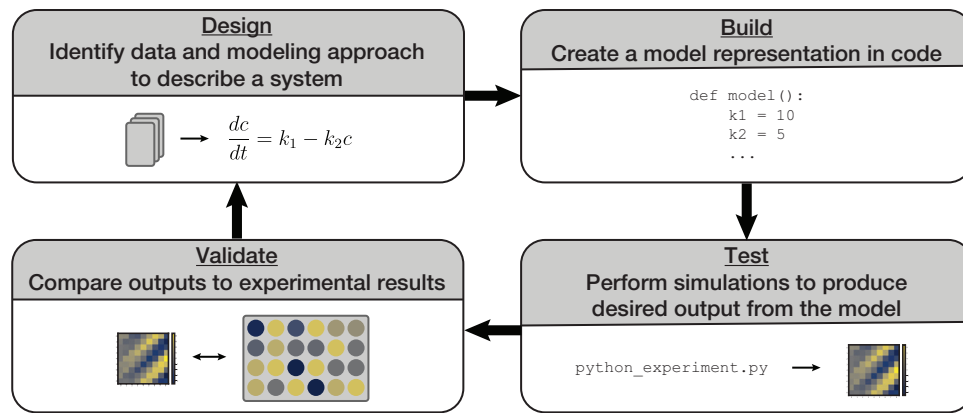 Design
Identify data and modeling approach
to describe a system
dc/dt = k₁ − k₂c
Build
Create a model representation in code
def model():
k1 = 10
k2 = 5
...
Validate
Compare outputs to experimental results
Test
Perform simulations to produce
desired output from the model
python_experiment.py